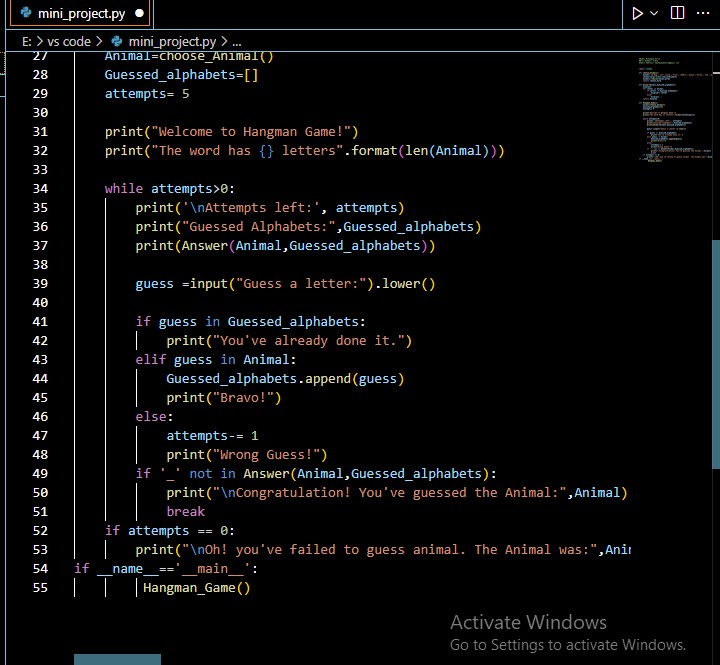 mini_project.py
E: > vs code > mini_project.py > ...
27 Animal=choose_Animal()
28 Guessed_alphabets=[]
29 attempts= 5
30
31 print("Welcome to Hangman Game!")
32 print("The word has {} letters".format(len(Animal)))
33
34 while attempts>0:
35 print('\nAttempts left:', attempts)
36 print("Guessed Alphabets:",Guessed_alphabets)
37 print(Answer(Animal,Guessed_alphabets))
38
39 guess =input("Guess a letter:").lower()
40
41 if guess in Guessed_alphabets:
42 print("You've already done it.")
43 elif guess in Animal:
44 Guessed_alphabets.append(guess)
45 print("Bravo!")
46 else:
47 attempts-= 1
48 print("Wrong Guess!")
49 if '_' not in Answer(Animal,Guessed_alphabets):
50 print("\nCongratulation! You've guessed the Animal:",Animal)
51 break
52 if attempts == 0:
53 print("\nOh! you've failed to guess animal. The Animal was:",Ani
54 if __name__=='__main__':
55 Hangman_Game()
Activate Windows
Go to Settings to activate Windows.